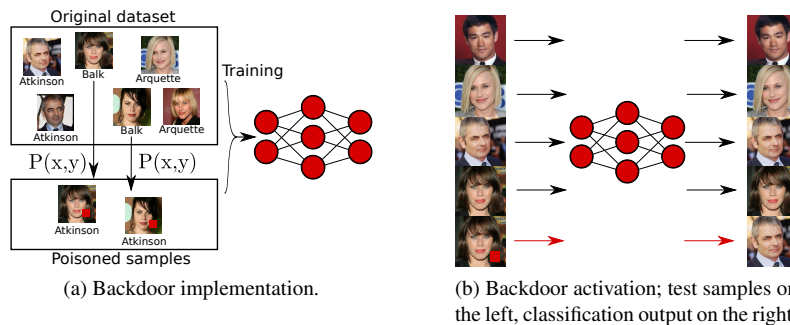 Original dataset
Atkinson
Balk
Arquette
Training
Atkinson
Balk
Arquette
P(x,y)
P(x,y)
Atkinson
Atkinson
Poisoned samples
(a) Backdoor implementation.
(b) Backdoor activation; test samples on
the left, classification output on the right